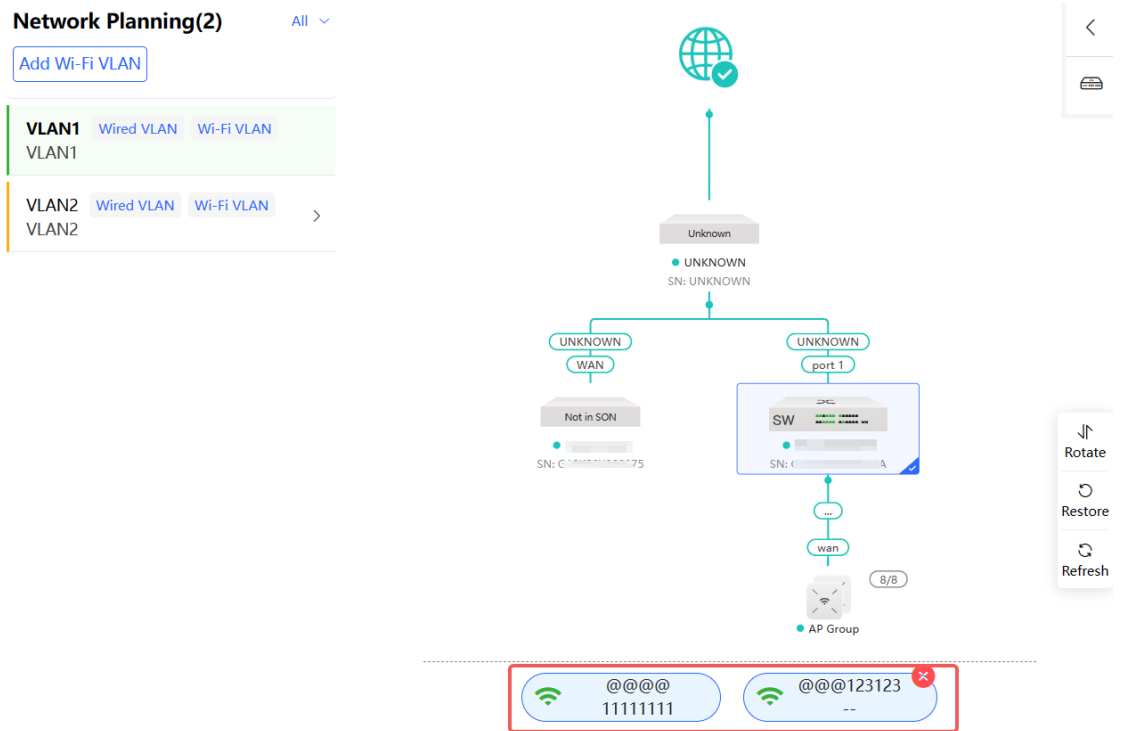 Network Planning(2)
All
Add Wi-Fi VLAN
VLAN1 Wired VLAN Wi-Fi VLAN
VLAN1
VLAN2 Wired VLAN Wi-Fi VLAN
VLAN2
Unknown
UNKNOWN
SN: UNKNOWN
UNKNOWN
WAN
Not in SON
SN:
UNKNOWN
port 1
SW
SN:
...
wan
8/8
AP Group
@@@@
11111111
@@@123123
--
Rotate
Restore
Refresh